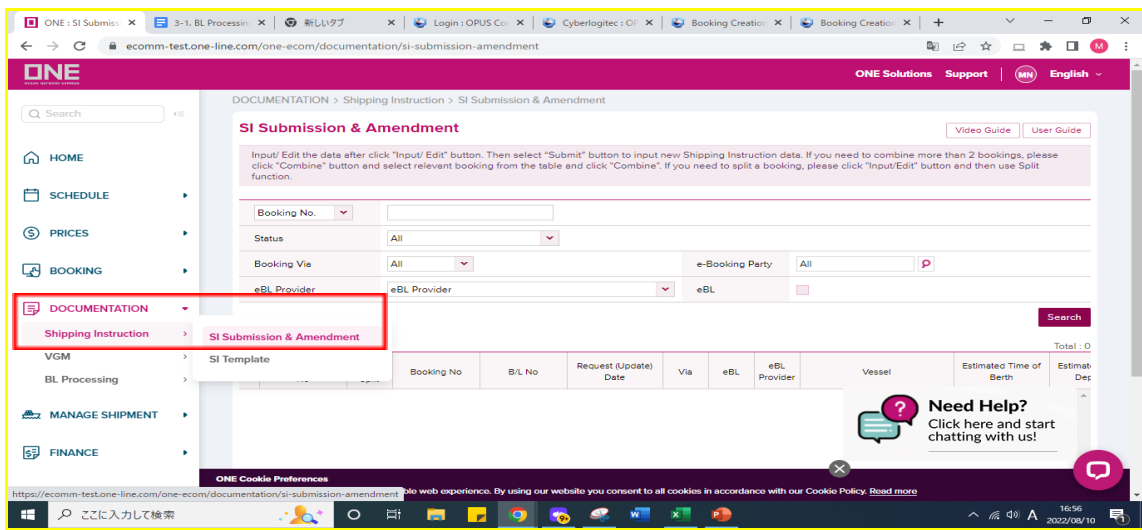 ONE : SI Submiss
3-1. BL Processin
新しいタブ
Login : OPUS Cor
Cyberlogitec : OP
Booking Creation
Booking Creation
ecomm-test.one-line.com/one-ecom/documentation/si-submission-amendment
M
ONE
OCEAN NETWORK EXPRESS
ONE Solutions Support MN English
Search
DOCUMENTATION > Shipping Instruction > SI Submission & Amendment
SI Submission & Amendment
Video Guide User Guide
Input/ Edit the data after click "Input/ Edit" button. Then select "Submit" button to input new Shipping Instruction data. If you need to combine more than 2 bookings, please
click "Combine" button and select relevant booking from the table and click "Combine". If you need to split a booking, please click "Input/Edit" button and then use Split
function.
HOME
SCHEDULE
PRICES
BOOKING
DOCUMENTATION
Shipping Instruction
SI Submission & Amendment
VGM
SI Template
BL Processing
MANAGE SHIPMENT
FINANCE
Booking No.
Status All
Booking Via All e-Booking Party All
eBL Provider eBL Provider eBL
Search
Total : 0
Booking No B/L No Request (Update) Date Via eBL eBL Provider Vessel Estimated Time of Berth Estimat Dep
Need Help?
Click here and start
chatting with us!
ONE Cookie Preferences
ble web experience. By using our website you consent to all cookies in accordance with our Cookie Policy. Read more
https://ecomm-test.one-line.com/one-ecom/documentation/si-submission-amendment
ここに入力して検索
A
16:56
2022/08/10